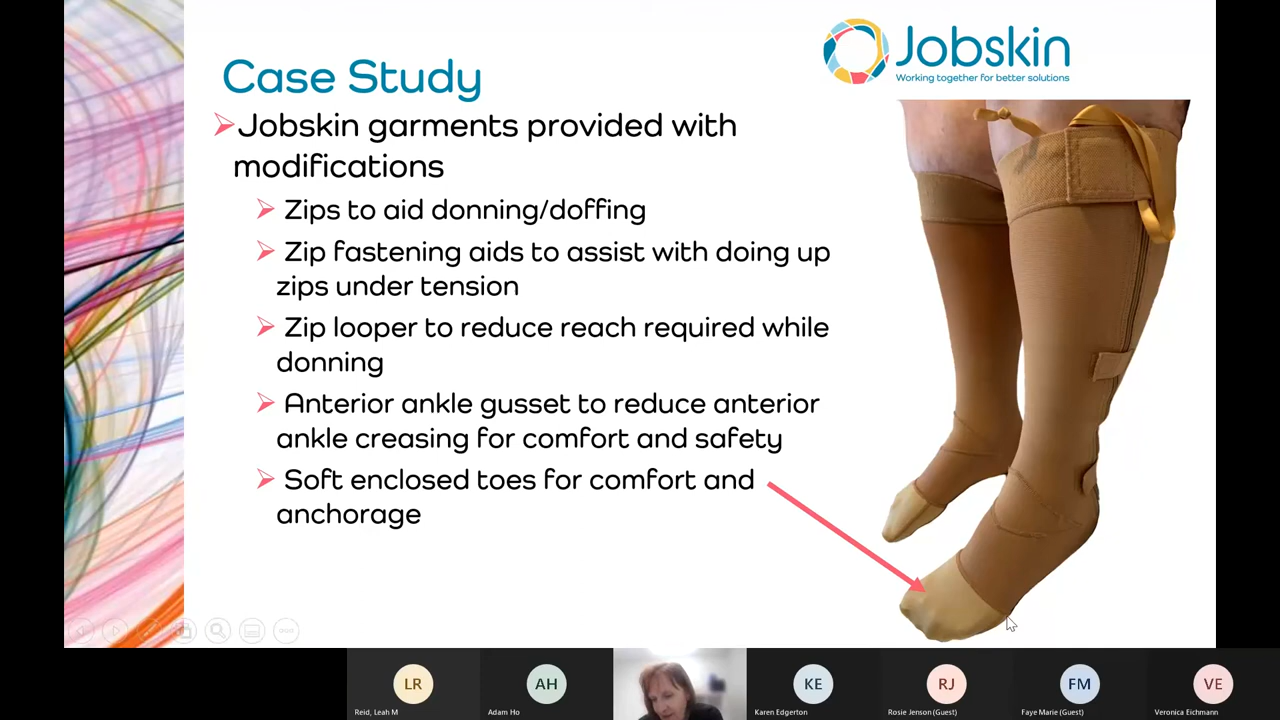 Jobskin
Working together for better solutions
Case Study
Jobskin garments provided with
modifications
Zips to aid donning/doffing
Zip fastening aids to assist with doing up
zips under tension
Zip looper to reduce reach required while
donning
Anterior ankle gusset to reduce anterior
ankle creasing for comfort and safety
Soft enclosed toes for comfort and
anchorage
LR
AH
KE
RJ
FM
VE
Reid, Leah M
Adam Ho
Karen Edgerton
Rosie Jenson (Guest)
Faye Marie (Guest)
Veronica Eichmann